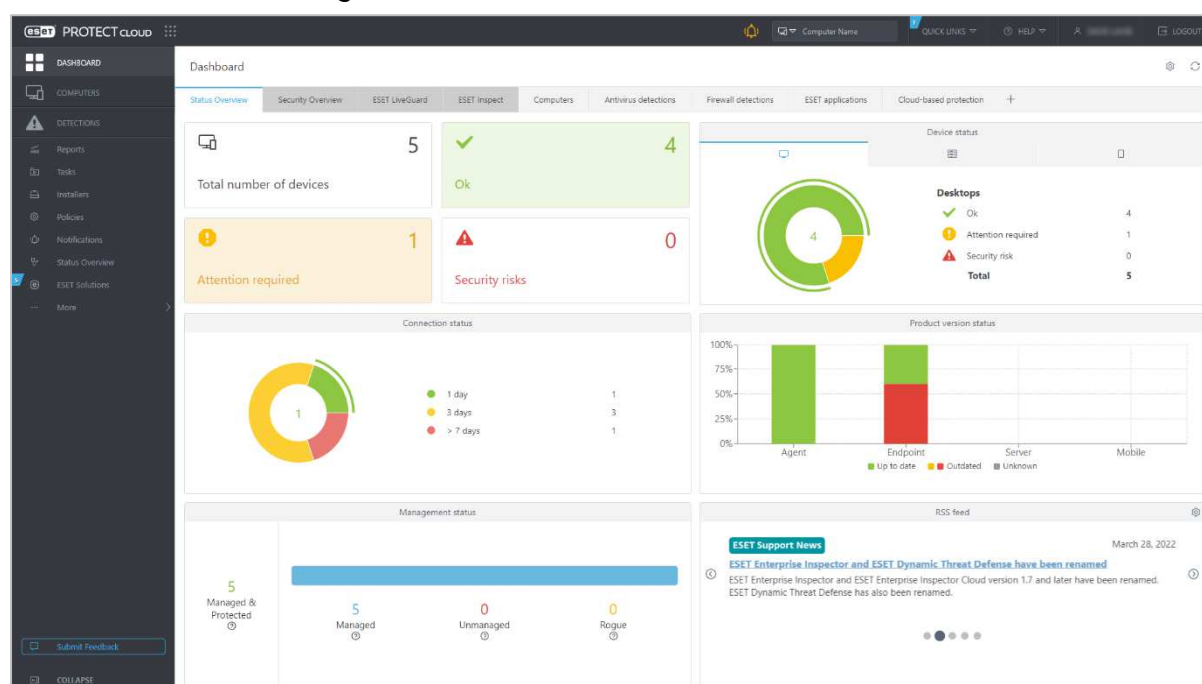 eset PROTECT CLOUD
Computer Name
QUICK LINKS
HELP
LOGOUT
DASHBOARD
COMPUTERS
DETECTIONS
Reports
Tasks
Installers
Policies
Notifications
Status Overview
ESET Solutions
More
Submit Feedback
COLLAPSE
Dashboard
Status Overview
Security Overview
ESET LiveGuard
ESET Inspect
Computers
Antivirus detections
Firewall detections
ESET applications
Cloud-based protection
5
Total number of devices
4
Ok
1
Attention required
0
Security risks
Device status
4
Desktops
Ok 4
Attention required 1
Security risk 0
Total 5
Connection status
1
1 day 1
3 days 3
> 7 days 1
Product version status
100%
75%
50%
25%
0%
Agent Endpoint Server Mobile
Up to date Outdated Unknown
Management status
5
Managed &
Protected
5
Managed
0
Unmanaged
0
Rogue
RSS feed
ESET Support News March 28, 2022
ESET Enterprise Inspector and ESET Dynamic Threat Defense have been renamed
ESET Enterprise Inspector and ESET Enterprise Inspector Cloud version 1.7 and later have been renamed.
ESET Dynamic Threat Defense has also been renamed.